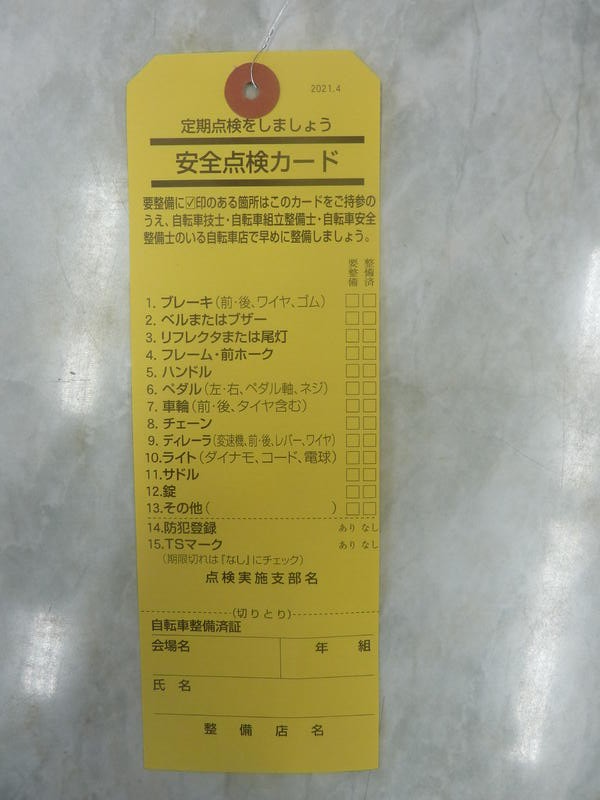 2021.4
定期点検をしましょう
安全点検カード
要整備に☑印のある箇所はこのカードをご持参の
うえ、自転車技士・自転車組立整備士・自転車安全
整備士のいる自転車店で早めに整備しましょう。
要整備 整備済
1. ブレーキ(前・後、ワイヤ、ゴム) □□
2. ベルまたはブザー □□
3. リフレクタまたは尾灯 □□
4. フレーム・前ホーク □□
5. ハンドル □□
6. ペダル(左・右、ペダル軸、ネジ) □□
7. 車輪(前・後、タイヤ含む) □□
8. チェーン □□
9. ディレーラ(変速機、前・後、レバー、ワイヤ) □□
10.ライト(ダイナモ、コード、電球) □□
11.サドル □□
12.錠 □□
13.その他( ) □□
14.防犯登録 あり なし
15.TSマーク あり なし
(期限切れは『なし』にチェック)
点検実施支部名
(切りとり)
自転車整備済証
会場名 年 組
氏 名
整 備 店 名